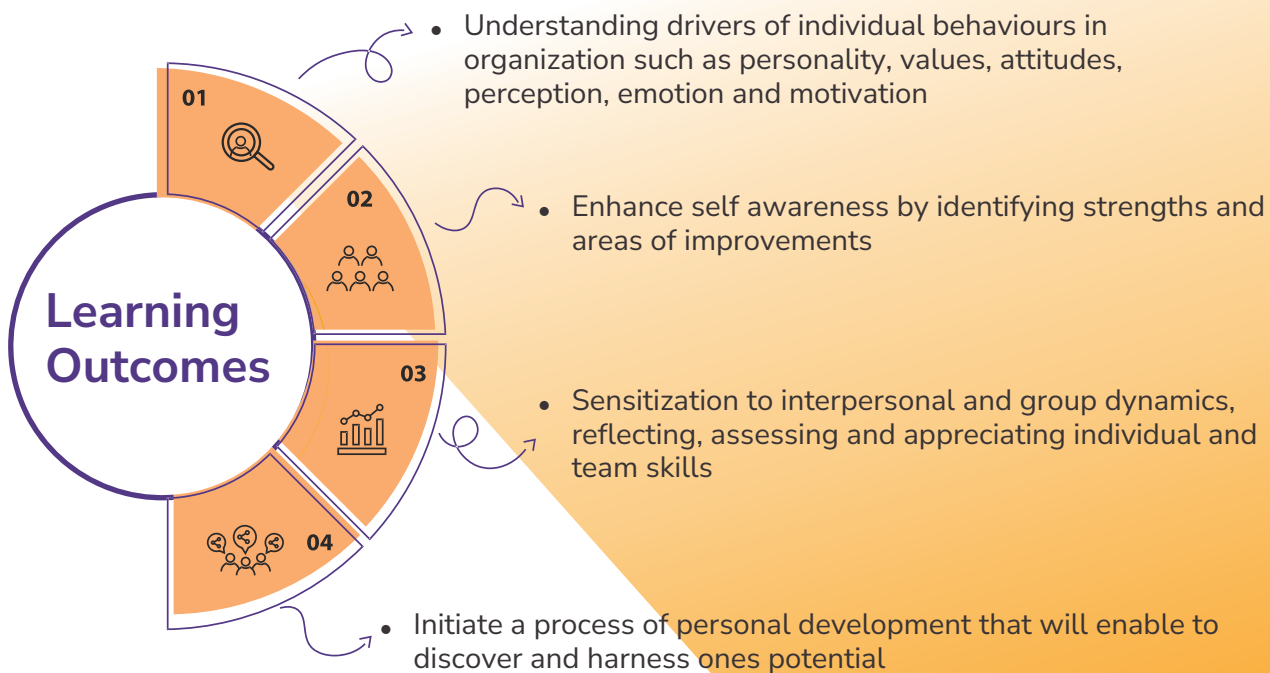 Learning
Outcomes
01
• Understanding drivers of individual behaviours in
organization such as personality, values, attitudes,
perception, emotion and motivation
02
• Enhance self awareness by identifying strengths and
areas of improvements
03
• Sensitization to interpersonal and group dynamics,
reflecting, assessing and appreciating individual and
team skills
04
• Initiate a process of personal development that will enable to
discover and harness ones potential